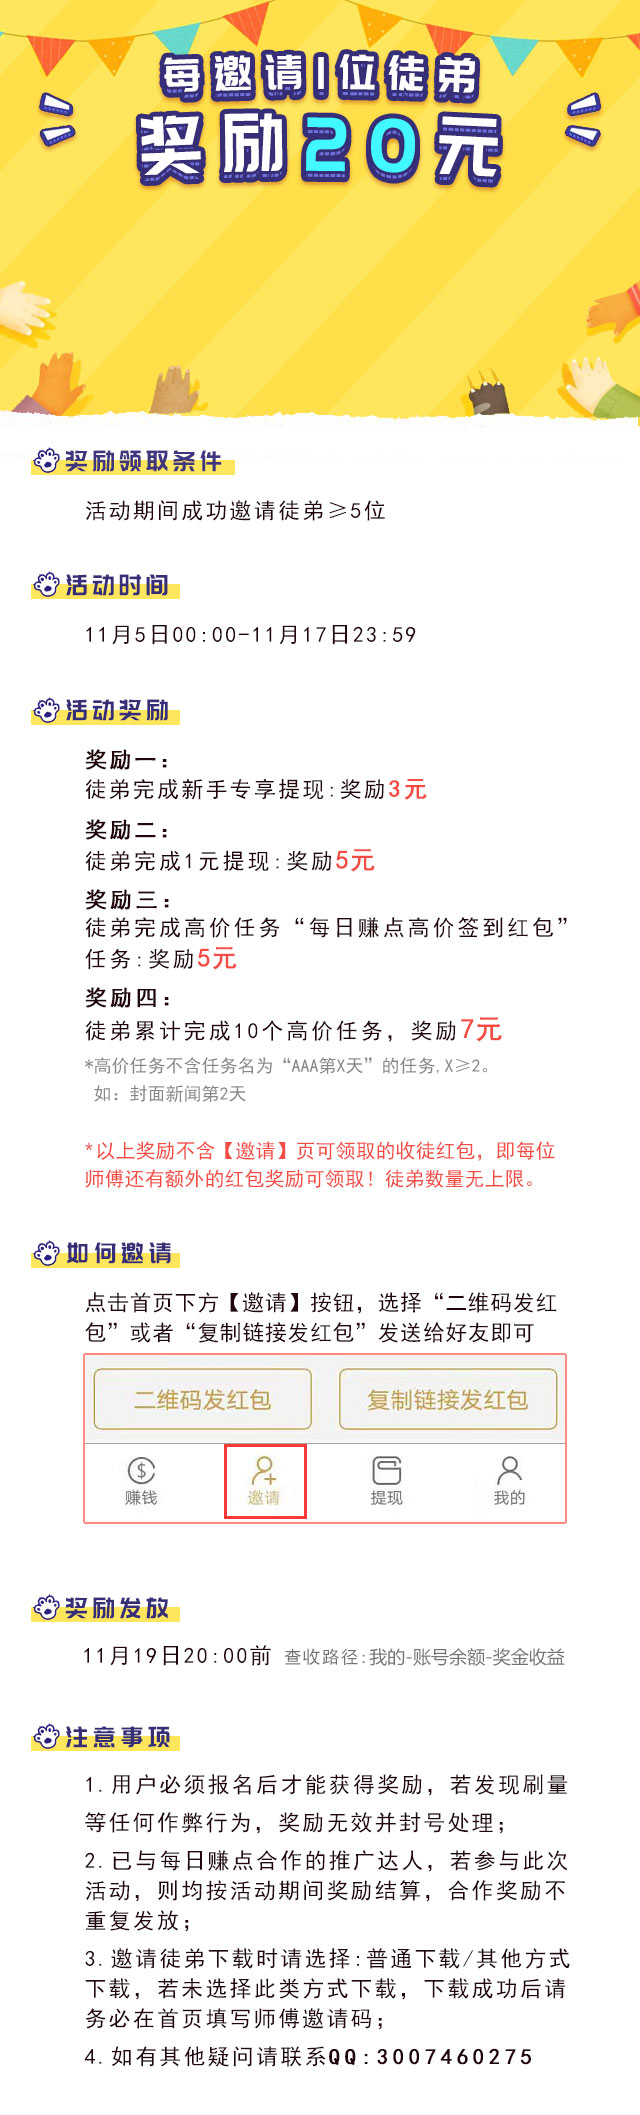 每邀请1位徒弟
奖励20元
奖励领取条件
活动期间成功邀请徒弟≥5位
活动时间
11月5日00:00-11月17日23:59
活动奖励
奖励一：
徒弟完成新手专享提现:奖励3元
奖励二：
徒弟完成1元提现:奖励5元
奖励三：
徒弟完成高价任务“每日赚点高价签到红包”
任务:奖励5元
奖励四：
徒弟累计完成10个高价任务，奖励7元
*高价任务不含任务名为“AAA第X天”的任务,X≥2。
如：封面新闻第2天
*以上奖励不含【邀请】页可领取的收徒红包，即每位
师傅还有额外的红包奖励可领取！徒弟数量无上限。
如何邀请
点击首页下方【邀请】按钮，选择“二维码发红
包”或者“复制链接发红包”发送给好友即可
二维码发红包 复制链接发红包
赚钱 邀请 提现 我的
奖励发放
11月19日20:00前 查收路径:我的-账号余额-奖金收益
注意事项
1.用户必须报名后才能获得奖励，若发现刷量
等任何作弊行为，奖励无效并封号处理；
2.已与每日赚点合作的推广达人，若参与此次
活动，则均按活动期间奖励结算，合作奖励不
重复发放；
3.邀请徒弟下载时请选择:普通下载/其他方式
下载，若未选择此类方式下载，下载成功后请
务必在首页填写师傅邀请码；
4.如有其他疑问请联系QQ:3007460275